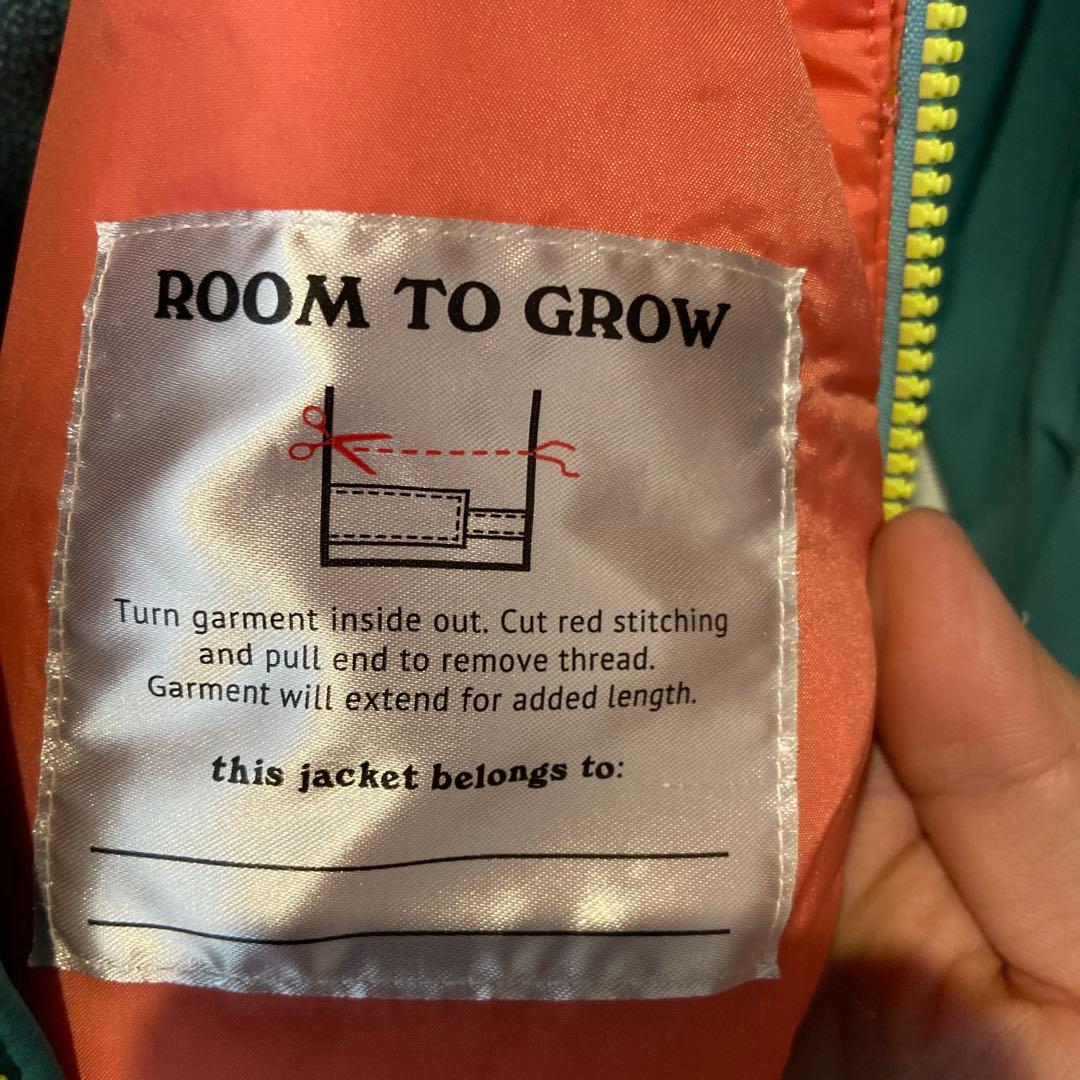 ROOM TO GROW
Turn garment inside out. Cut red stitching
and pull end to remove thread.
Garment will extend for added length.
this jacket belongs to: